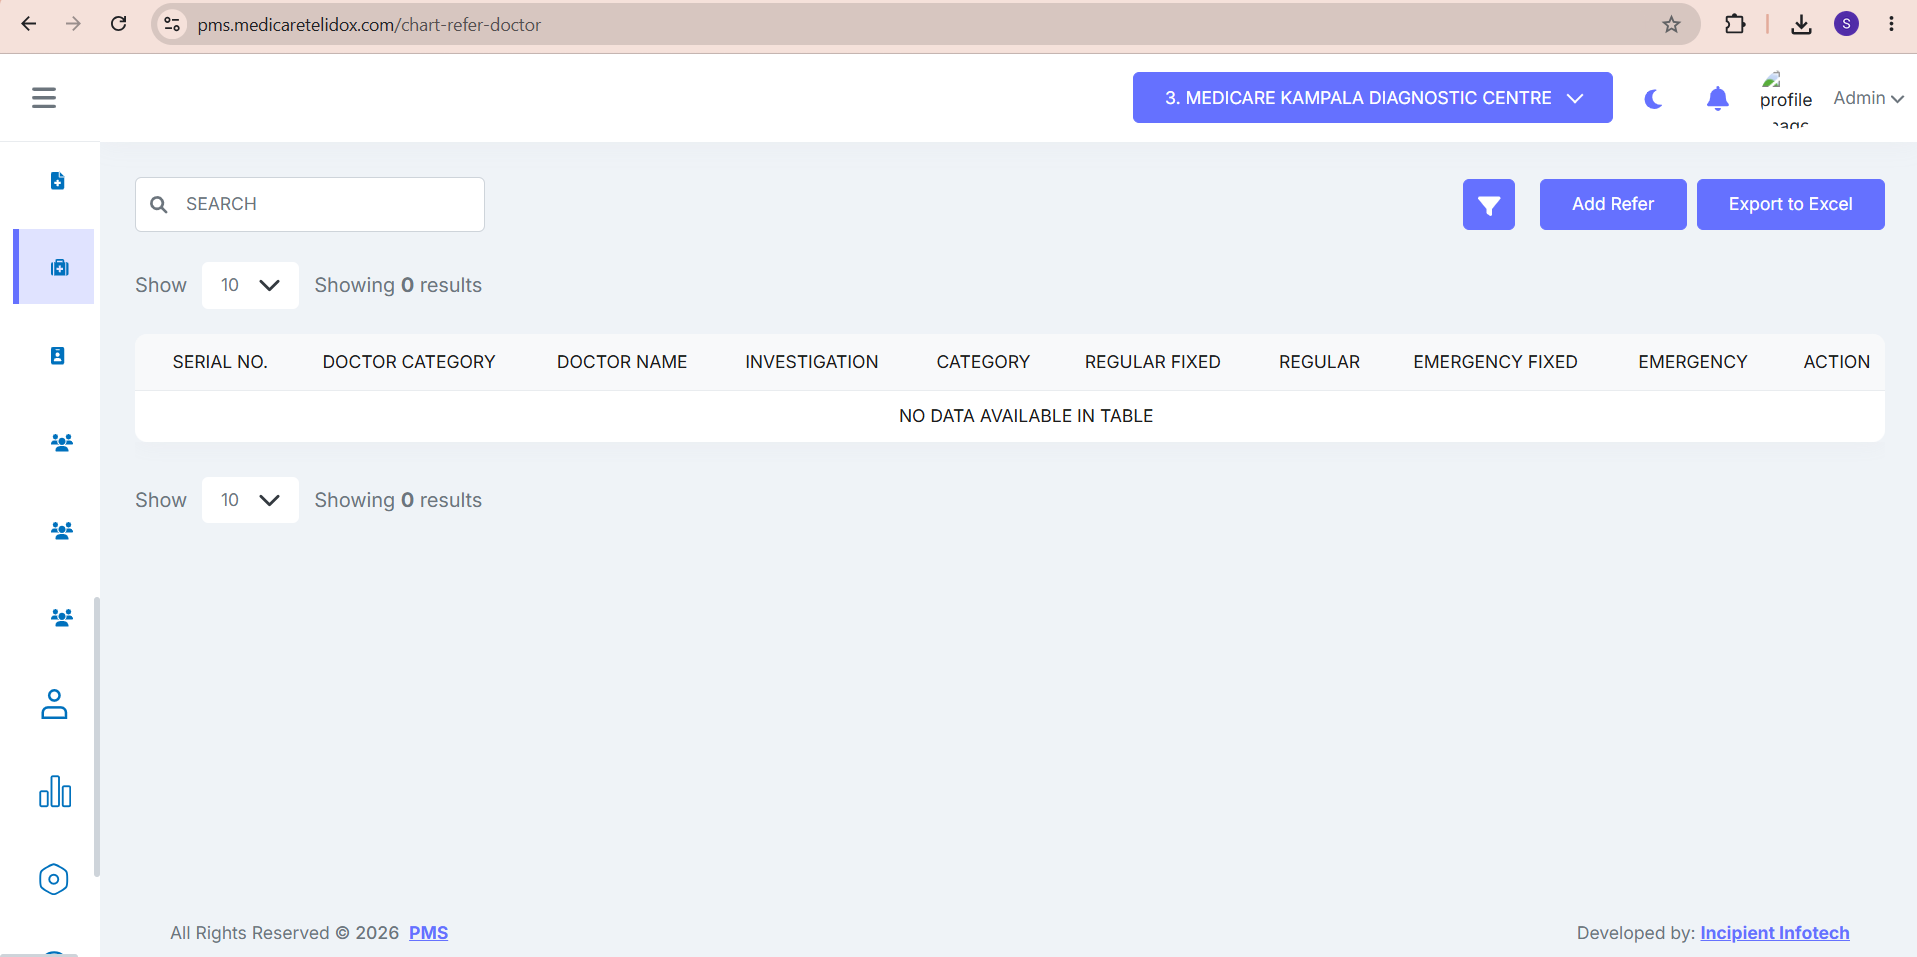 pms.medicaretelidox.com/chart-refer-doctor
S
3. MEDICARE KAMPALA DIAGNOSTIC CENTRE
profile
Admin
SEARCH
Add Refer
Export to Excel
Show 10 Showing 0 results
SERIAL NO. DOCTOR CATEGORY DOCTOR NAME INVESTIGATION CATEGORY REGULAR FIXED REGULAR EMERGENCY FIXED EMERGENCY ACTION
NO DATA AVAILABLE IN TABLE
Show 10 Showing 0 results
All Rights Reserved © 2026 PMS
Developed by: Incipient Infotech